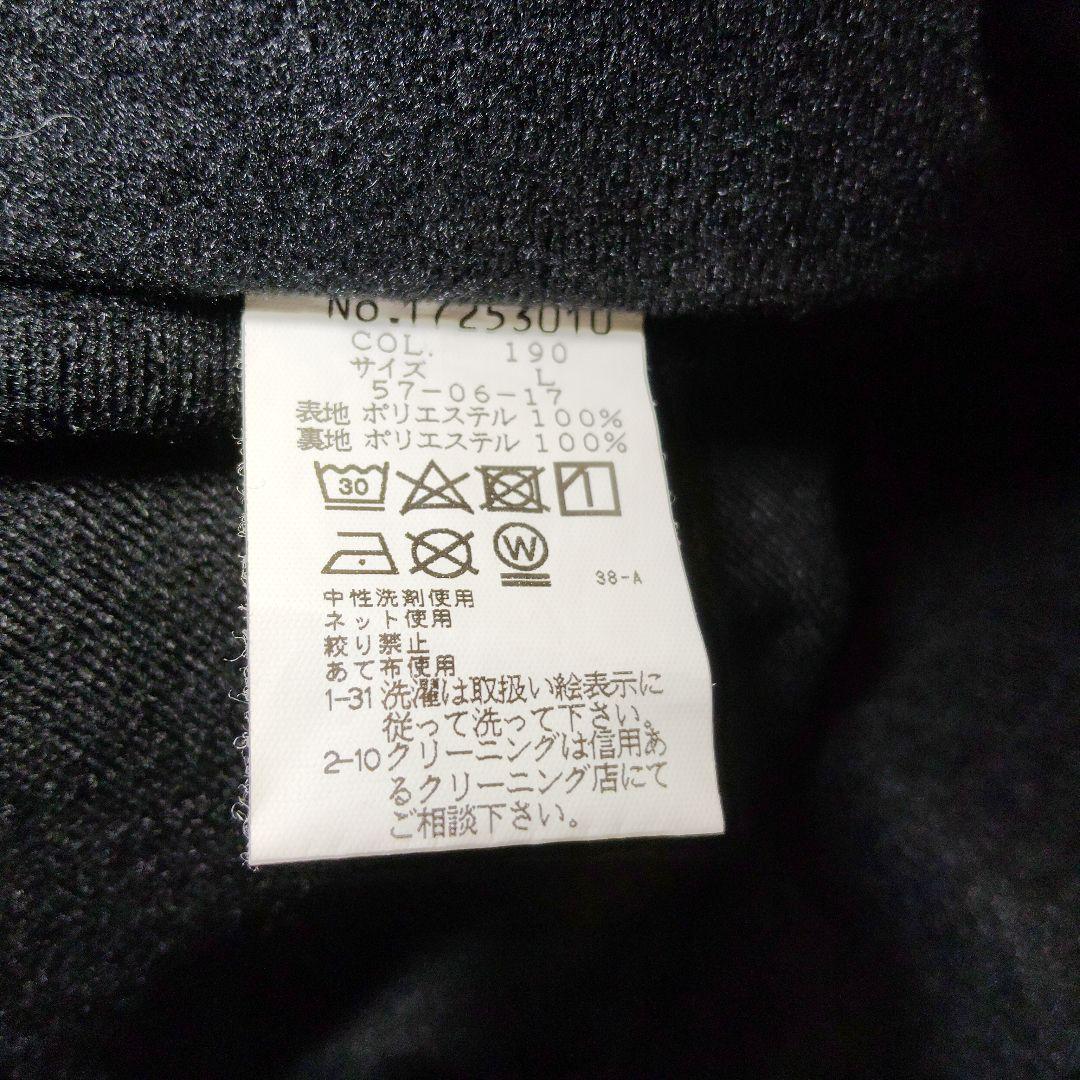 No.17253010
COL. 190
サイズ L
57-06-17
表地 ポリエステル 100%
裏地 ポリエステル 100%
30
W
38-A
中性洗剤使用
ネット使用
絞り禁止
あて布使用
1-31 洗濯は取扱い絵表示に
従って洗って下さい。
2-10 クリーニングは信用あ
るクリーニング店にて
ご相談下さい。